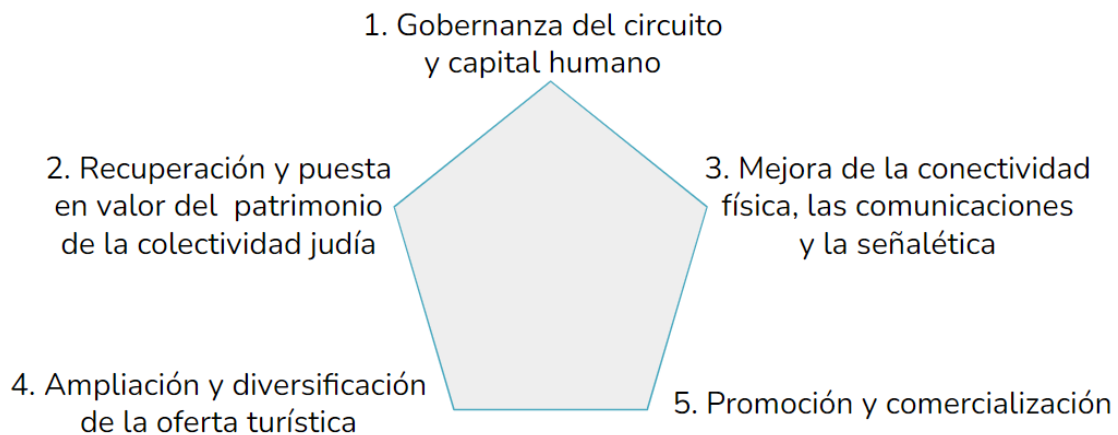 1. Gobernanza del circuito
y capital humano
2. Recuperación y puesta
en valor del  patrimonio
de la colectividad judía
3. Mejora de la conectividad
física, las comunicaciones
y la señalética
4. Ampliación y diversificación
de la oferta turística
5. Promoción y comercialización